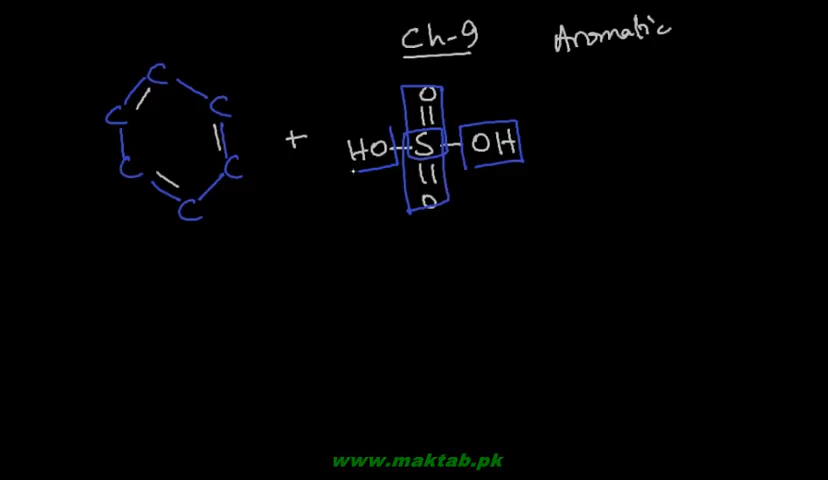 Ch-9 Aromatic
C
C C
O
||
+ HO-S-OH
||
O
C C
C
www.maktab.pk